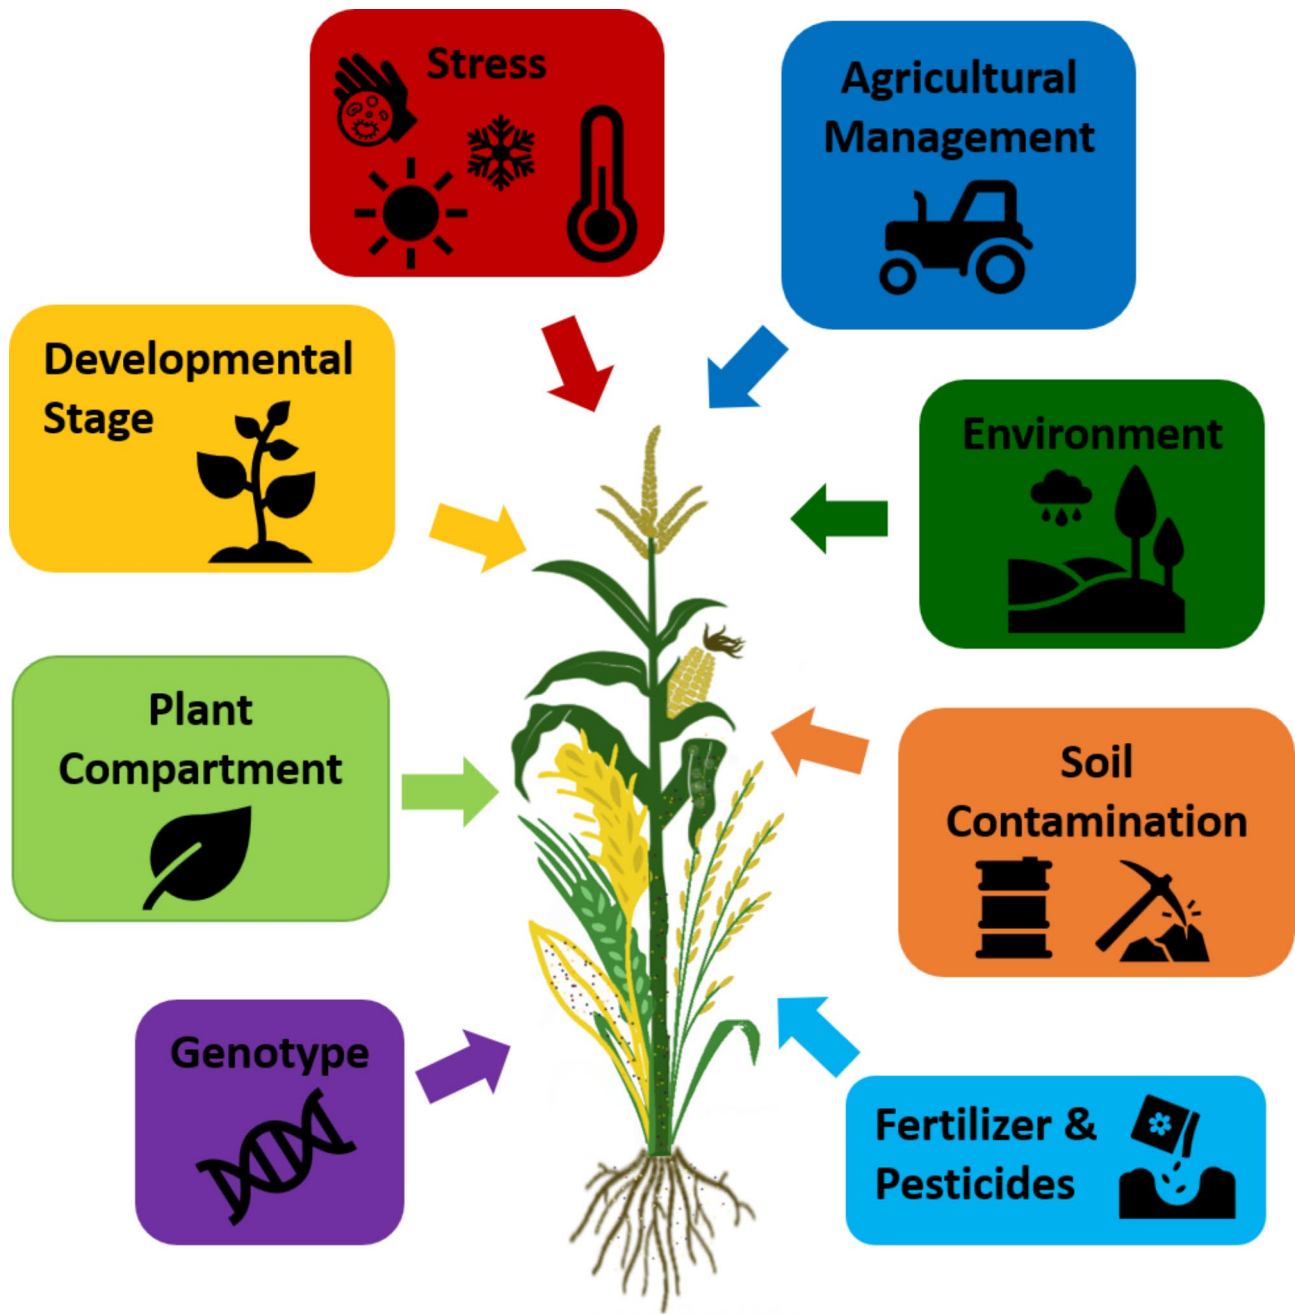 Stress
Agricultural
Management
Developmental
Stage
Environment
Plant
Compartment
Soil
Contamination
Genotype
Fertilizer &
Pesticides